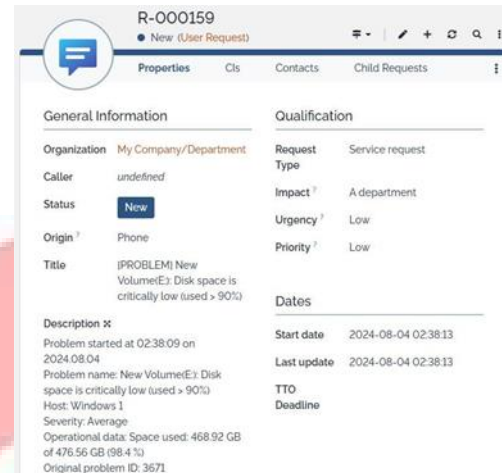 R-000159
New (User Request)
Properties CIs Contacts Child Requests
General Information
Organization My Company/Department
Caller undefined
Status New
Origin ? Phone
Title [PROBLEM] New
Volume(E:): Disk space is
critically low (used > 90%)
Description
Problem started at 02:38:09 on
2024.08.04
Problem name: New Volume(E:): Disk
space is critically low (used > 90%)
Host: Windows 1
Severity: Average
Operational data: Space used: 468.92 GB
of 476.56 GB (98.4 %)
Original problem ID: 3671
Qualification
Request Service request
Type
Impact ? A department
Urgency ? Low
Priority ? Low
Dates
Start date 2024-08-04 02:38:13
Last update 2024-08-04 02:38:13
TTO
Deadline